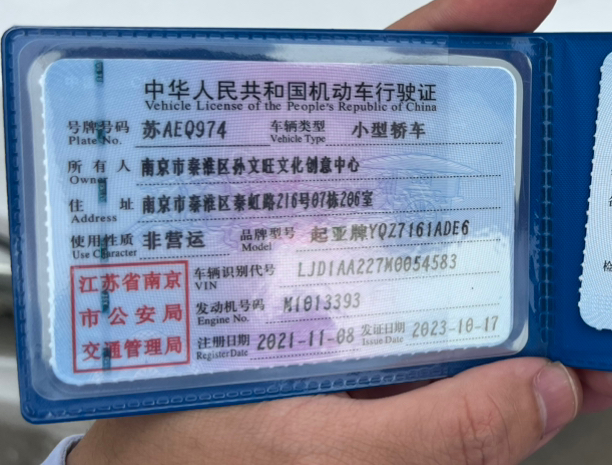 中华人民共和国机动车行驶证
Vehicle License of the People's Republic of China
号牌号码 苏AEQ974 车辆类型 小型轿车
Plate No. Vehicle Type
所有人 南京市秦淮区孙文旺文化创意中心
Owner
住址 南京市秦淮区秦虹路216号07栋206室
Address
使用性质 非营运 品牌型号 起亚牌YQZ7161ADE6
Use Character Model
江苏省南京市公安局交通管理局
车辆识别代号 LJD1AA227M0054583
VIN
发动机号码 M1013393
Engine No.
注册日期 2021-11-08 发证日期 2023-10-17
Register Date Issue Date